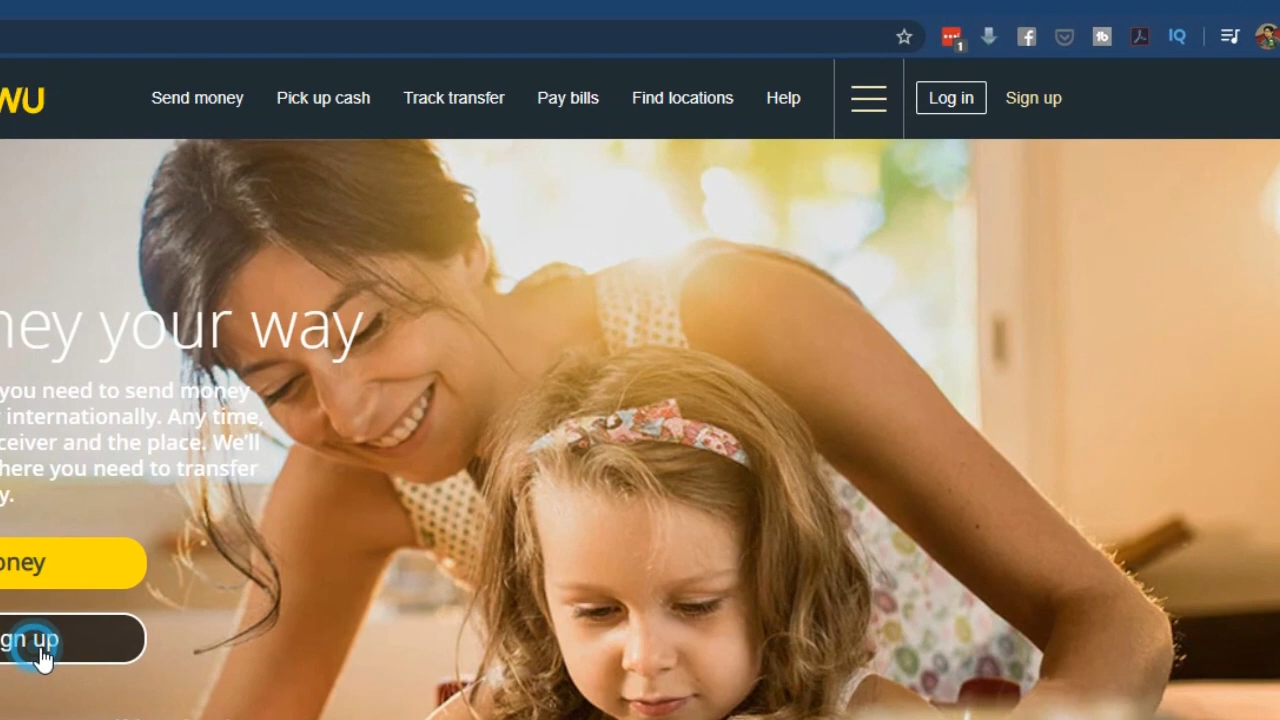 WU
Send money
Pick up cash
Track transfer
Pay bills
Find locations
Help
Log in
Sign up
1
IQ
ney your way
you need to send money
internationally. Any time,
ceiver and the place. We'll
here you need to transfer
y.
oney
gn up